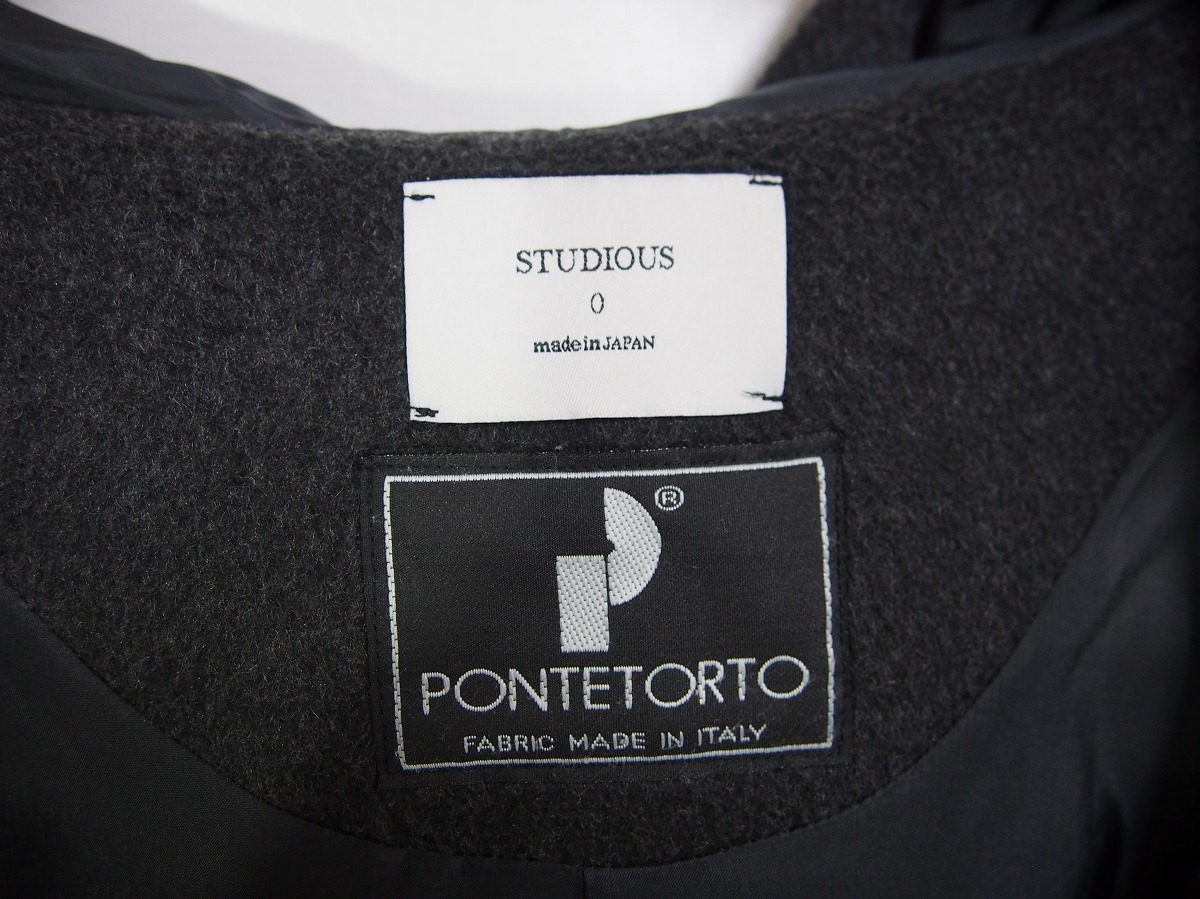 STUDIOUS
0
made in JAPAN
®
PONTETORTO
FABRIC MADE IN ITALY